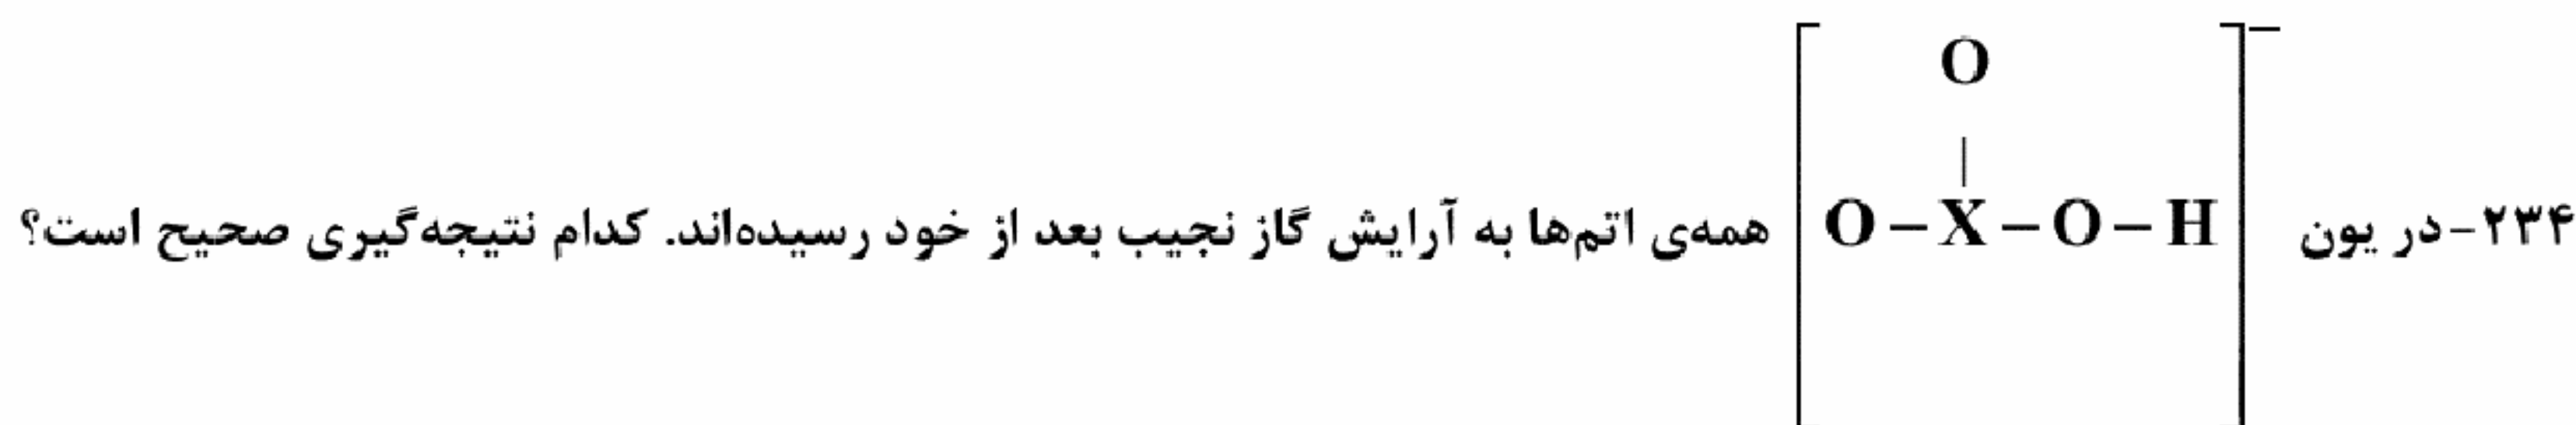 O
|
۲۳۴-در یون [O-X-O-H]⁻ همه‌ی اتم‌ها به آرایش گاز نجیب بعد از خود رسیده‌اند. کدام نتیجه‌گیری صحیح است؟